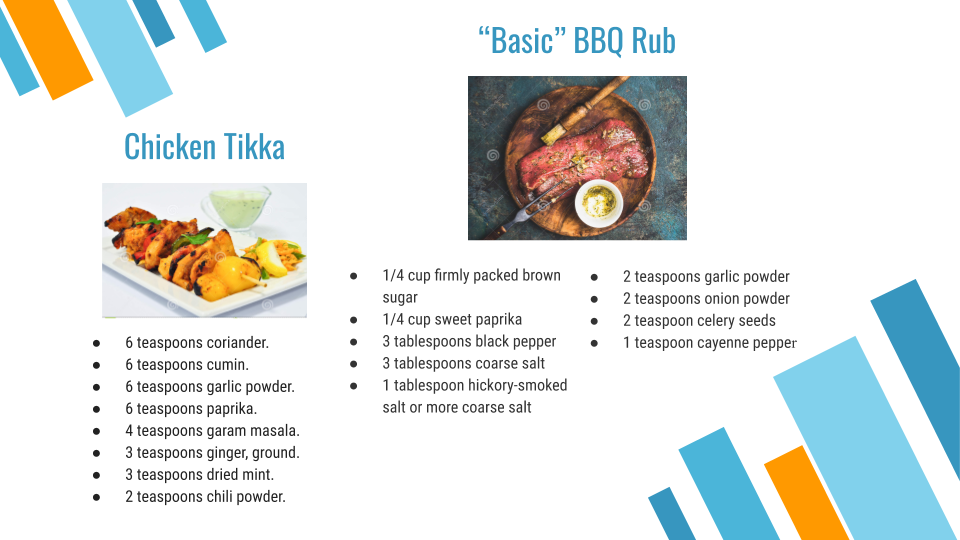 “Basic” BBQ Rub
Chicken Tikka
● 6 teaspoons coriander.
● 6 teaspoons cumin.
● 6 teaspoons garlic powder.
● 6 teaspoons paprika.
● 4 teaspoons garam masala.
● 3 teaspoons ginger, ground.
● 3 teaspoons dried mint.
● 2 teaspoons chili powder.
● 1/4 cup firmly packed brown
sugar
● 1/4 cup sweet paprika
● 3 tablespoons black pepper
● 3 tablespoons coarse salt
● 1 tablespoon hickory-smoked
salt or more coarse salt
● 2 teaspoons garlic powder
● 2 teaspoons onion powder
● 2 teaspoon celery seeds
● 1 teaspoon cayenne pepper